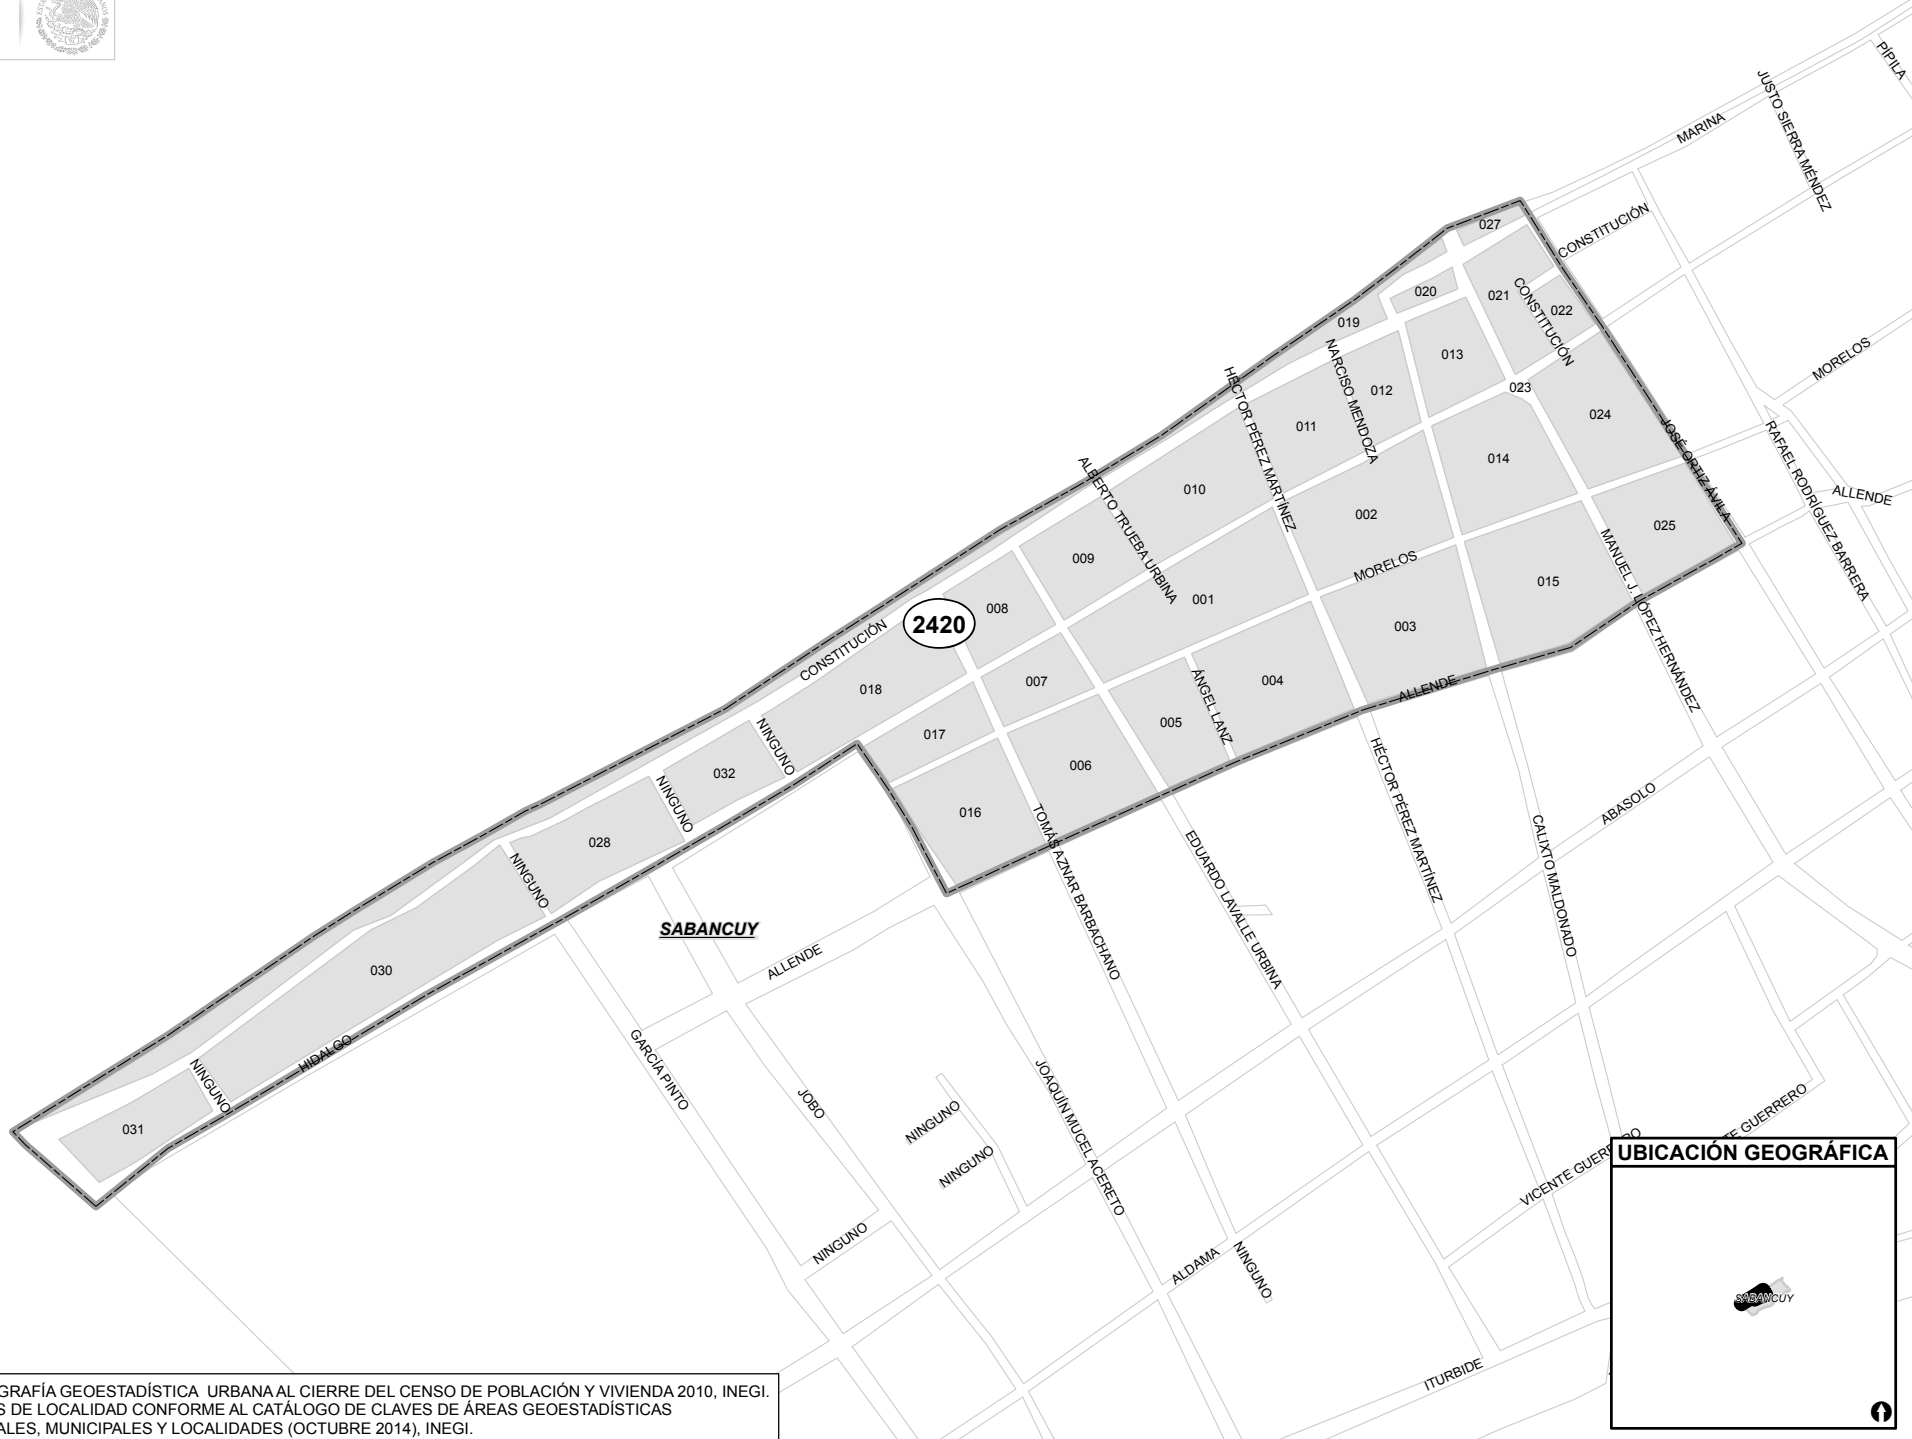 PÍPILA
JUSTO SIERRA MÉNDEZ
MARINA
CONSTITUCIÓN
027
020
021
CONSTITUCIÓN
022
019
NARCISO MENDOZA
013
MORELOS
HÉCTOR PÉREZ MARTÍNEZ
012
023
024
011
JOSÉ ORTIZ ÁVILA
RAFAEL RODRÍGUEZ BARRERA
014
ALBERTO TRUEBA URBINA
010
ALLENDE
002
025
009
MORELOS
MANUEL J. LÓPEZ HERNÁNDEZ
015
001
008
2420
003
CONSTITUCIÓN
007
004
018
ÁNGEL LANZ
ALLENDE
005
017
NINGUNO
HÉCTOR PÉREZ MARTÍNEZ
006
032
NINGUNO
ABASOLO
016
TOMÁS AZNAR BARBACHANO
CALIXTO MALDONADO
028
EDUARDO LAVALLE URBINA
NINGUNO
SABANCUY
ALLENDE
030
HIDALGO
GARCÍA PINTO
NINGUNO
JOAQUÍN MUCEL ACERETO
JOBO
031
NINGUNO
NINGUNO
VICENTE GUERRERO
TE GUERRERO
UBICACIÓN GEOGRÁFICA
NINGUNO
ALDAMA
NINGUNO
SABANCUY
ITURBIDE
GRAFÍA GEOESTADÍSTICA URBANA AL CIERRE DEL CENSO DE POBLACIÓN Y VIVIENDA 2010, INEGI.
S DE LOCALIDAD CONFORME AL CATÁLOGO DE CLAVES DE ÁREAS GEOESTADÍSTICAS
ALES, MUNICIPALES Y LOCALIDADES (OCTUBRE 2014), INEGI.